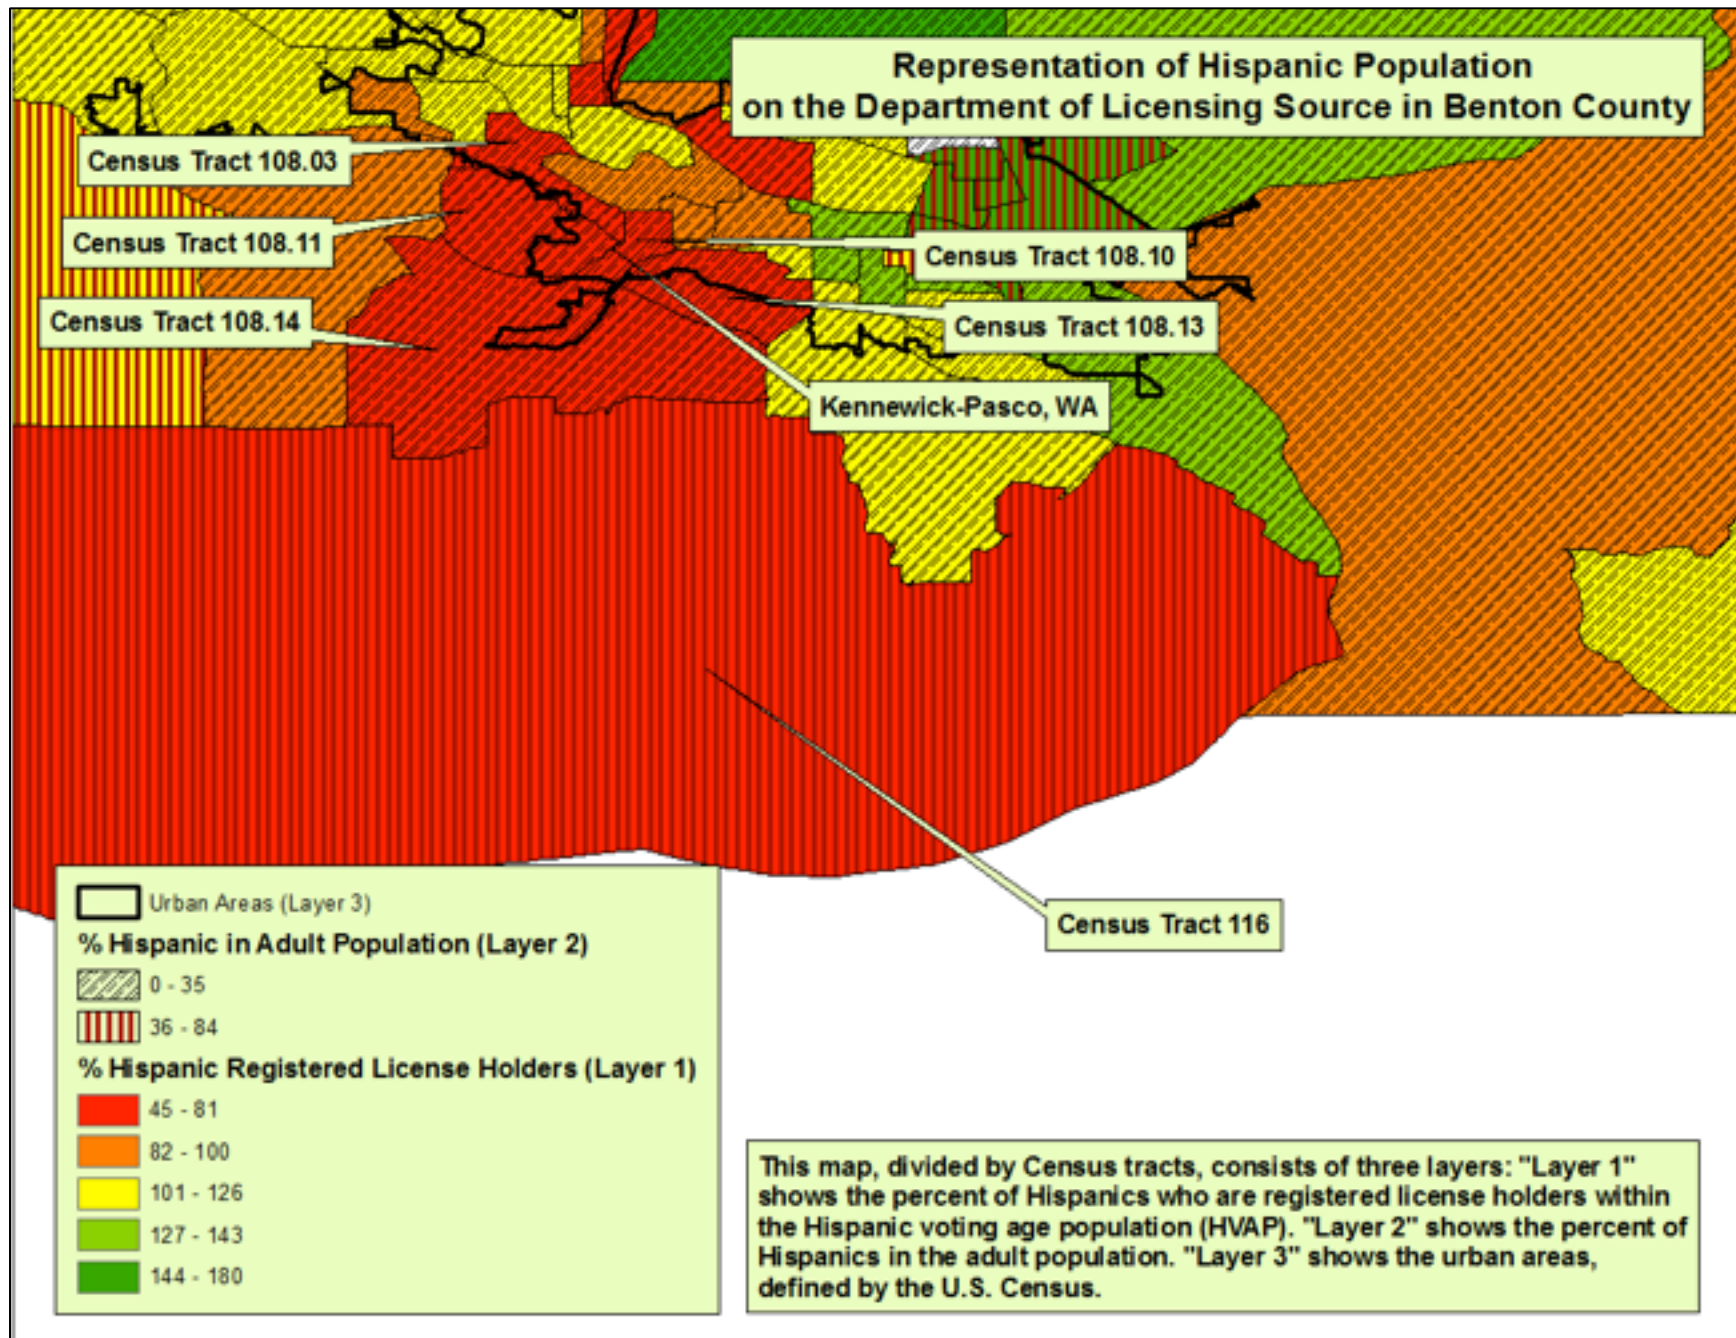 Representation of Hispanic Population
on the Department of Licensing Source in Benton County
Census Tract 108.03
Census Tract 108.11
Census Tract 108.10
Census Tract 108.14
Census Tract 108.13
Kennewick-Pasco, WA
Census Tract 116
Urban Areas (Layer 3)
% Hispanic in Adult Population (Layer 2)
0 - 35
36 - 84
% Hispanic Registered License Holders (Layer 1)
45 - 81
82 - 100
101 - 126
127 - 143
144 - 180
This map, divided by Census tracts, consists of three layers: "Layer 1"
shows the percent of Hispanics who are registered license holders within
the Hispanic voting age population (HVAP). "Layer 2" shows the percent of
Hispanics in the adult population. "Layer 3" shows the urban areas,
defined by the U.S. Census.